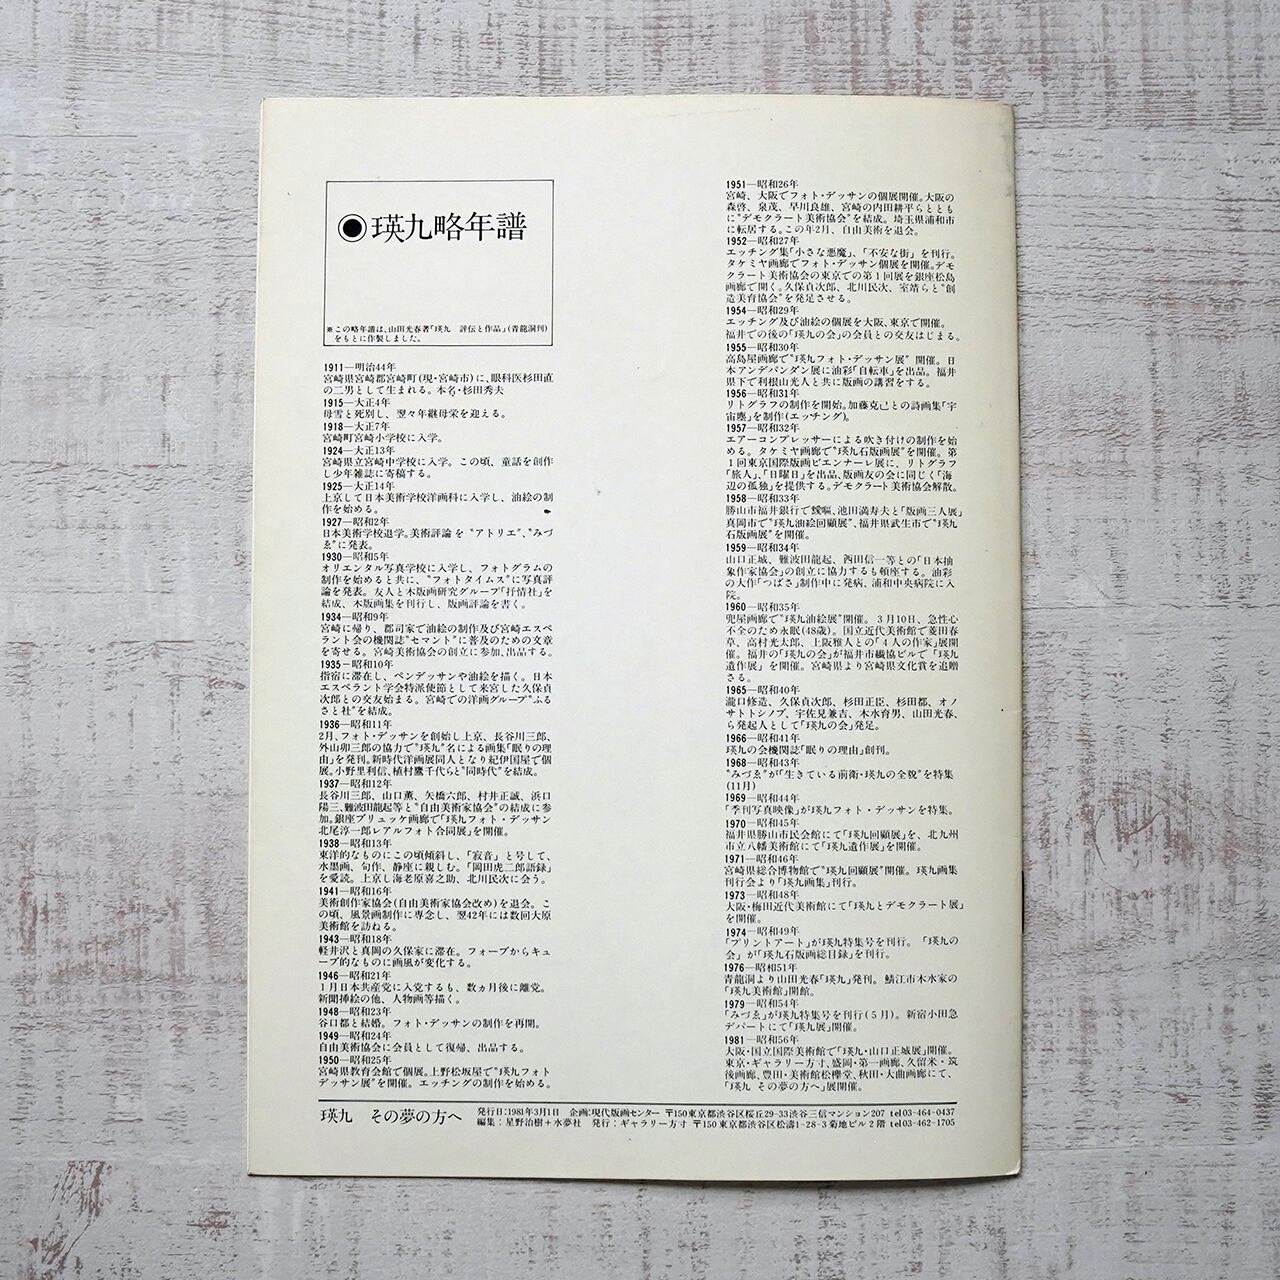 ◉瑛九略年譜
※この略年譜は、山田光春著「瑛九　評伝と作品」(青龍洞刊)
をもとに作製しました。
1911―明治44年
宮崎県宮崎郡宮崎町(現・宮崎市)に、眼科医杉田直
の二男として生まれる。本名・杉田秀夫
1915―大正4年
母雪と死別し、翌々年継母栄を迎える。
1918―大正7年
宮崎町宮崎小学校に入学。
1924―大正13年
宮崎県立宮崎中学校に入学。この頃、童話を創作
し少年雑誌に寄稿する。
1925―大正14年
上京して日本美術学校洋画科に入学し、油絵の制
作を始める。
1927―昭和2年
日本美術学校退学。美術評論を〝アトリエ〟、〝みづ
ゑ〟に発表。
1930―昭和5年
オリエンタル写真学校に入学し、フォトグラムの
制作を始めると共に、〝フォトタイムス〟に写真評
論を発表。友人と木版画研究グループ「抒情社」を
結成、木版画集を刊行し、版画評論を書く。
1934―昭和9年
宮崎に帰り、郡司家で油絵の制作及び宮崎エスペ
ラント会の機関誌〝セマント〟に普及のための文章
を寄せる。宮崎美術協会の創立に参加、出品する。
1935－昭和10年
指宿に滞在し、ペンデッサンや油絵を描く。日本
エスペラント学会特派使節として来宮した久保貞
次郎との交友始まる。宮崎での洋画グループ〝ふる
さと社〟を結成。
1936―昭和11年
2月、フォト・デッサンを創始し上京、長谷川三郎、
外山卯三郎の協力で〝瑛九〟名による画集「眠りの理
由」を発刊。新時代洋画展同人となり紀伊国屋で個
展。小野里利信、植村鷹千代らと〝同時代〟を結成。
1937―昭和12年
長谷川三郎、山口薫、矢橋六郎、村井正誠、浜口
陽三、難波田龍起等と〝自由美術家協会〟の結成に参
加。銀座ブリュッケ画廊で「瑛九フォト・デッサン
北尾淳一郎レアルフォト合同展」を開催。
1938―昭和13年
東洋的なものにこの頃傾斜し、「寂音」と号して、
水墨画、句作、静座に親しむ。「岡田虎二郎語録」
を愛読。上京し海老原喜之助、北川民次に会う。
1941―昭和16年
美術創作家協会(自由美術家協会改め)を退会。こ
の頃、風景画制作に専念し、翌42年には数回大原
美術館を訪ねる。
1943―昭和18年
軽井沢と真岡の久保家に滞在。フォーブからキュ
ーブ的なものに画風が変化する。
1946―昭和21年
1月日本共産党に入党するも、数カ月後に離党。
新聞挿絵の他、人物画等描く。
1948―昭和23年
谷口都と結婚。フォト・デッサンの制作を再開。
1949―昭和24年
自由美術協会に会員として復帰、出品する。
1950―昭和25年
宮崎県教育会館で個展。上野松坂屋で〝瑛九フォト
デッサン展〟を開催。エッチングの制作を始める。
1951―昭和26年
宮崎、大阪でフォト・デッサンの個展開催。大阪の
森啓、泉茂、早川良雄、宮崎の内田耕平らととも
に〝デモクラート美術協会〟を結成。埼玉県浦和市
に転居する。この年2月、自由美術を退会。
1952―昭和27年
エッチング集「小さな悪魔」、「不安な街」を刊行。
タケミヤ画廊でフォト・デッサン個展を開催。デモ
クラート美術協会の東京での第1回展を銀座松島
画廊で開く。久保貞次郎、北川民次、室靖らと〝創
造美育協会〟を発足させる。
1954―昭和29年
エッチング及び油絵の個展を大阪、東京で開催。
福井での後の「瑛九の会」の会員との交友はじまる。
1955―昭和30年
高島屋画廊で〝瑛九フォト・デッサン展〟開催。日
本アンデパンダン展に油彩「自転車」を出品。福井
県下で利根山光人と共に版画の講習をする。
1956―昭和31年
リトグラフの制作を開始。加藤克己との詩画集「宇
宙塵」を制作(エッチング)。
1957―昭和32年
エアーコンプレッサーによる吹き付けの制作を始
める。タケミヤ画廊で〝瑛九石版画展〟を開催。第
1回東京国際版画ビエンナーレ展に、リトグラフ
「旅人」、「日曜日」を出品、版画友の会に同じく「海
辺の孤独」を提供する。デモクラート美術協会解散。
1958―昭和33年
勝山市福井銀行で靉嘔、池田満寿夫と「版画三人展」
真岡市で〝瑛九油絵回顧展〟、福井県武生市で〝瑛九
石版画展〟を開催。
1959―昭和34年
山口正城、難波田龍起、西田信一等との「日本抽
象作家協会」の創立に協力するも頓座する。油彩
の大作「つばさ」制作中に発病、浦和中央病院に入
院。
1960―昭和35年
兜屋画廊で〝瑛九油絵展〟開催。3月10日、急性心
不全のため永眠(48歳)。国立近代美術館で菱田春
草、高村光太郎、上阪雅人との「4人の作家」展開
催。福井の「瑛九の会」が福井市繊協ビルで「瑛九
遺作展」を開催。宮崎県より宮崎県文化賞を追贈
さる。
1965―昭和40年
瀧口修造、久保貞次郎、杉田正臣、杉田都、オノ
サトトシノブ、宇佐見兼吉、木水育男、山田光春、
ら発起人として「瑛九の会」発足。
1966―昭和41年
瑛九の会機関誌「眠りの理由」創刊。
1968―昭和43年
〝みづゑ〟が「生きている前衛・瑛九の全貌」を特集
(11月)
1969―昭和44年
「季刊写真映像」が瑛九フォト・デッサンを特集。
1970―昭和45年
福井県勝山市民会館にて「瑛九回顧展」を、北九州
市立八幡美術館にて「瑛九遺作展」を開催。
1971―昭和46年
宮崎県総合博物館で〝瑛九回顧展〟開催。瑛九画集
刊行会より「瑛九画集」刊行。
1973―昭和48年
大阪・梅田近代美術館にて「瑛九とデモクラート展」
を開催。
1974―昭和49年
「プリントアート」が瑛九特集号を刊行。「瑛九の
会」が「瑛九石版画総目録」を刊行。
1976―昭和51年
青龍洞より山田光春「瑛九」発刊。鯖江市木水家の
「瑛九美術館」開館。
1979―昭和54年
「みづゑ」が瑛九特集号を刊行(5月)。新宿小田急
デパートにて「瑛九展」開催。
1981―昭和56年
大阪・国立国際美術館で「瑛九・山口正城展」開催。
東京・ギャラリー方寸、盛岡・第一画廊、久留米・筑
後画廊、豊田・美術館松欅堂、秋田・大曲画廊にて、
「瑛九 その夢の方へ」展開催。
瑛九　その夢の方へ
発行日：1981年3月1日　企画：現代版画センター　〒150東京都渋谷区桜丘29-33渋谷三信マンション207 tel03-464-0437
編集：星野治樹＋水夢社　発行：ギャラリー方寸 〒150東京都渋谷区松濤1-28-3菊地ビル2階 tel03-462-1705